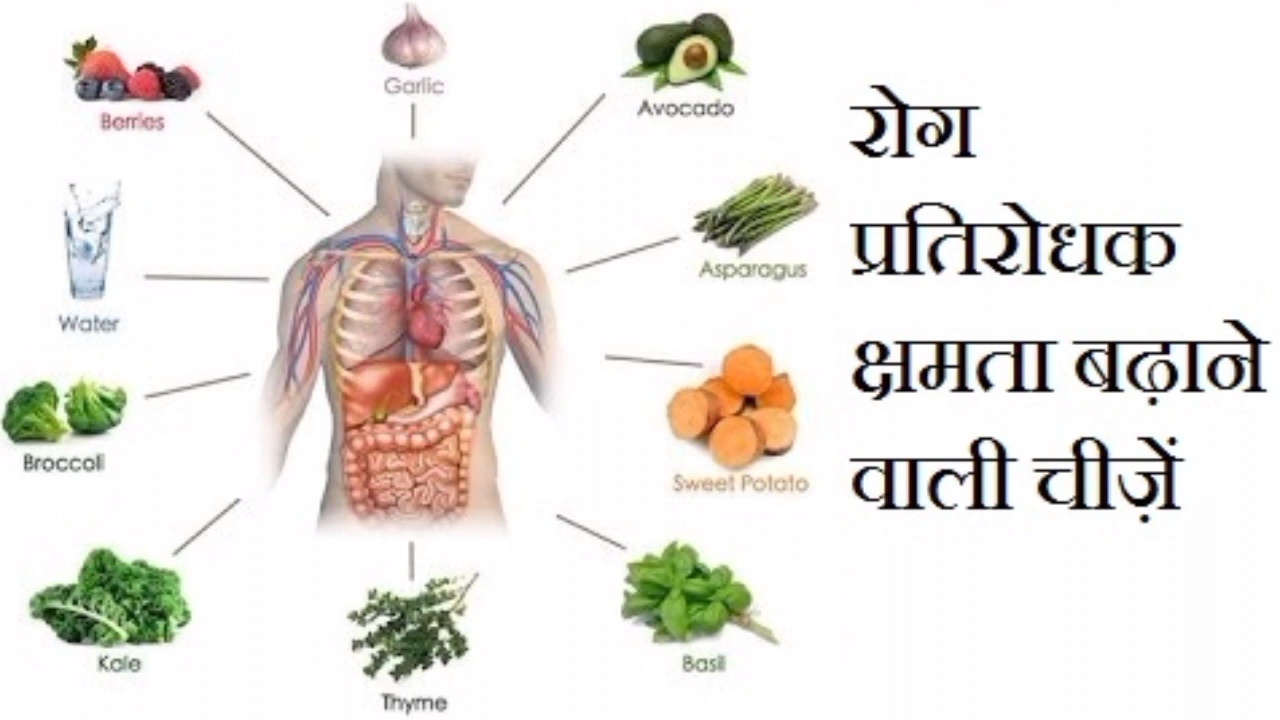 Garlic
Berries
Avocado
Water
Asparagus
Broccoli
Sweet Potato
Kale
Thyme
Basil
रोग
प्रतिरोधक
क्षमता बढ़ाने
वाली चीज़ें